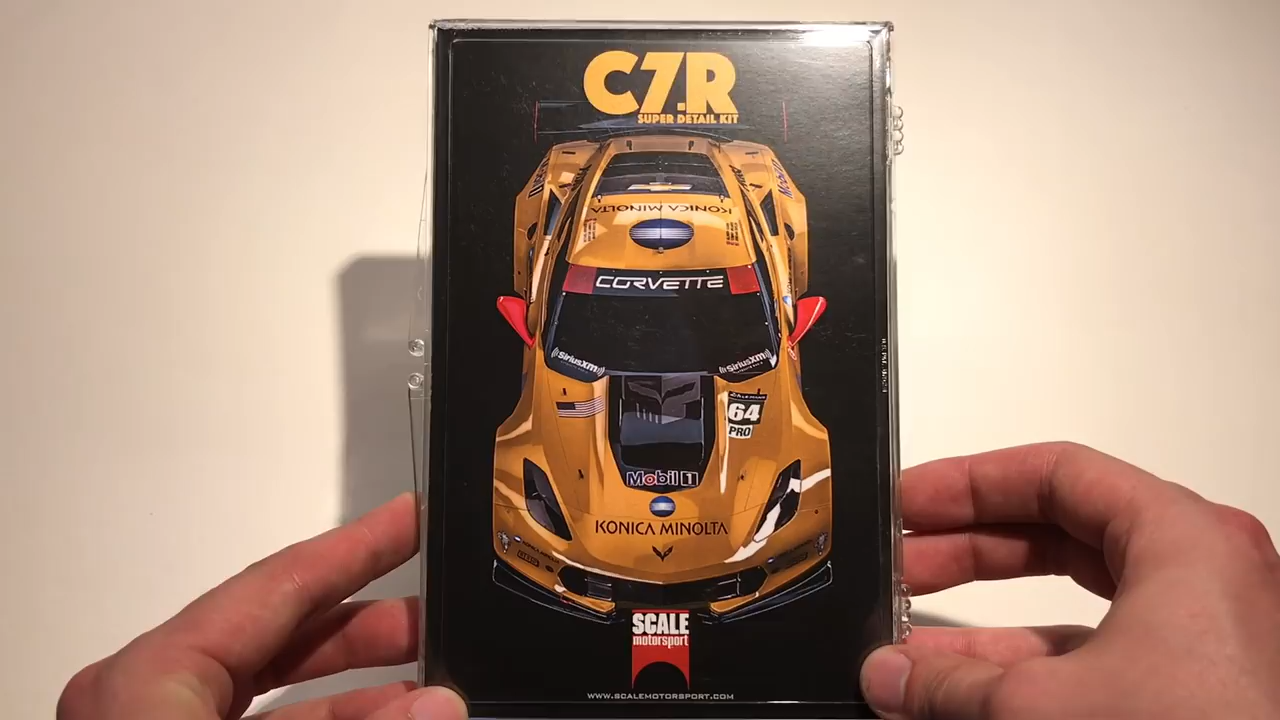 C7.R
SUPER DETAIL KIT
KONICA MINOLTA
CORVETTE
SiriusXM
SiriusXM
64
PRO
Mobil 1
KONICA MINOLTA
SCALE
motorsport
WWW.SCALEMOTORSPORT.COM